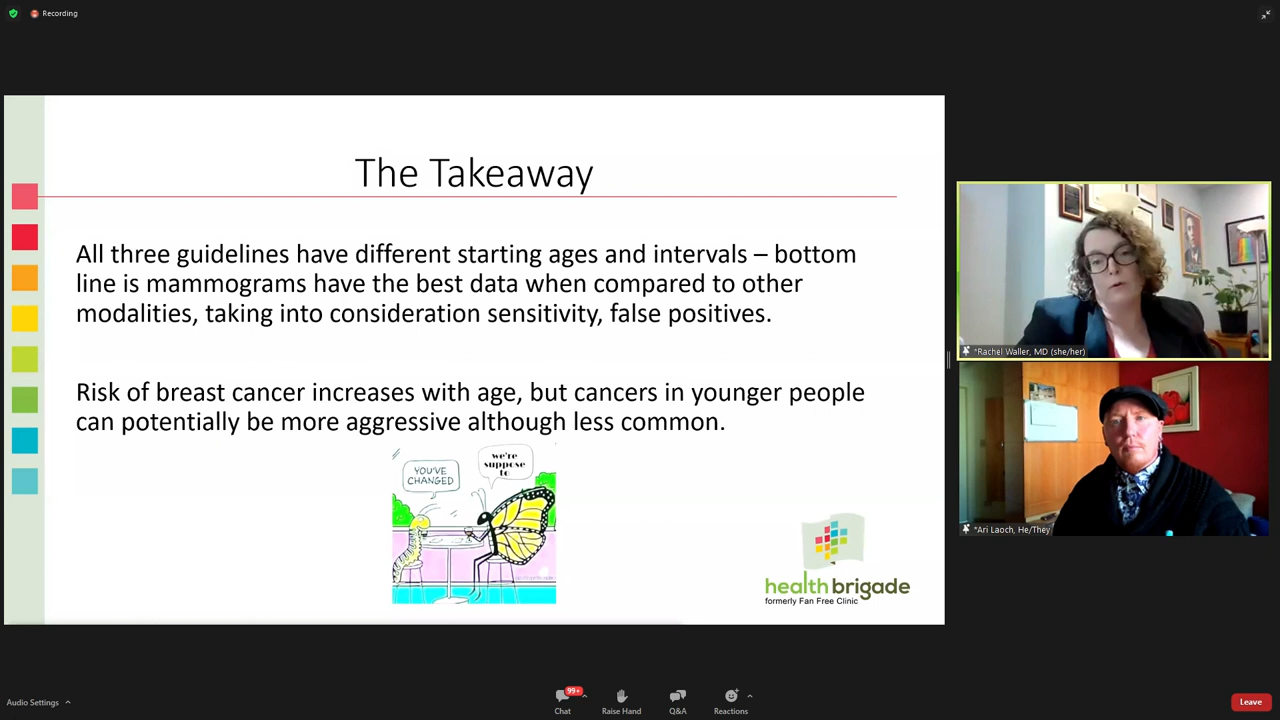 Recording
The Takeaway
All three guidelines have different starting ages and intervals – bottom
line is mammograms have the best data when compared to other
modalities, taking into consideration sensitivity, false positives.
Risk of breast cancer increases with age, but cancers in younger people
can potentially be more aggressive although less common.
YOU'VE
CHANGED
we're
suppose
to
health brigade
formerly Fan Free Clinic
*Rachel Waller, MD (she/her)
*Ari Laoch, He/They
Audio Settings
99+
Chat
Raise Hand
Q&A
Reactions
Leave